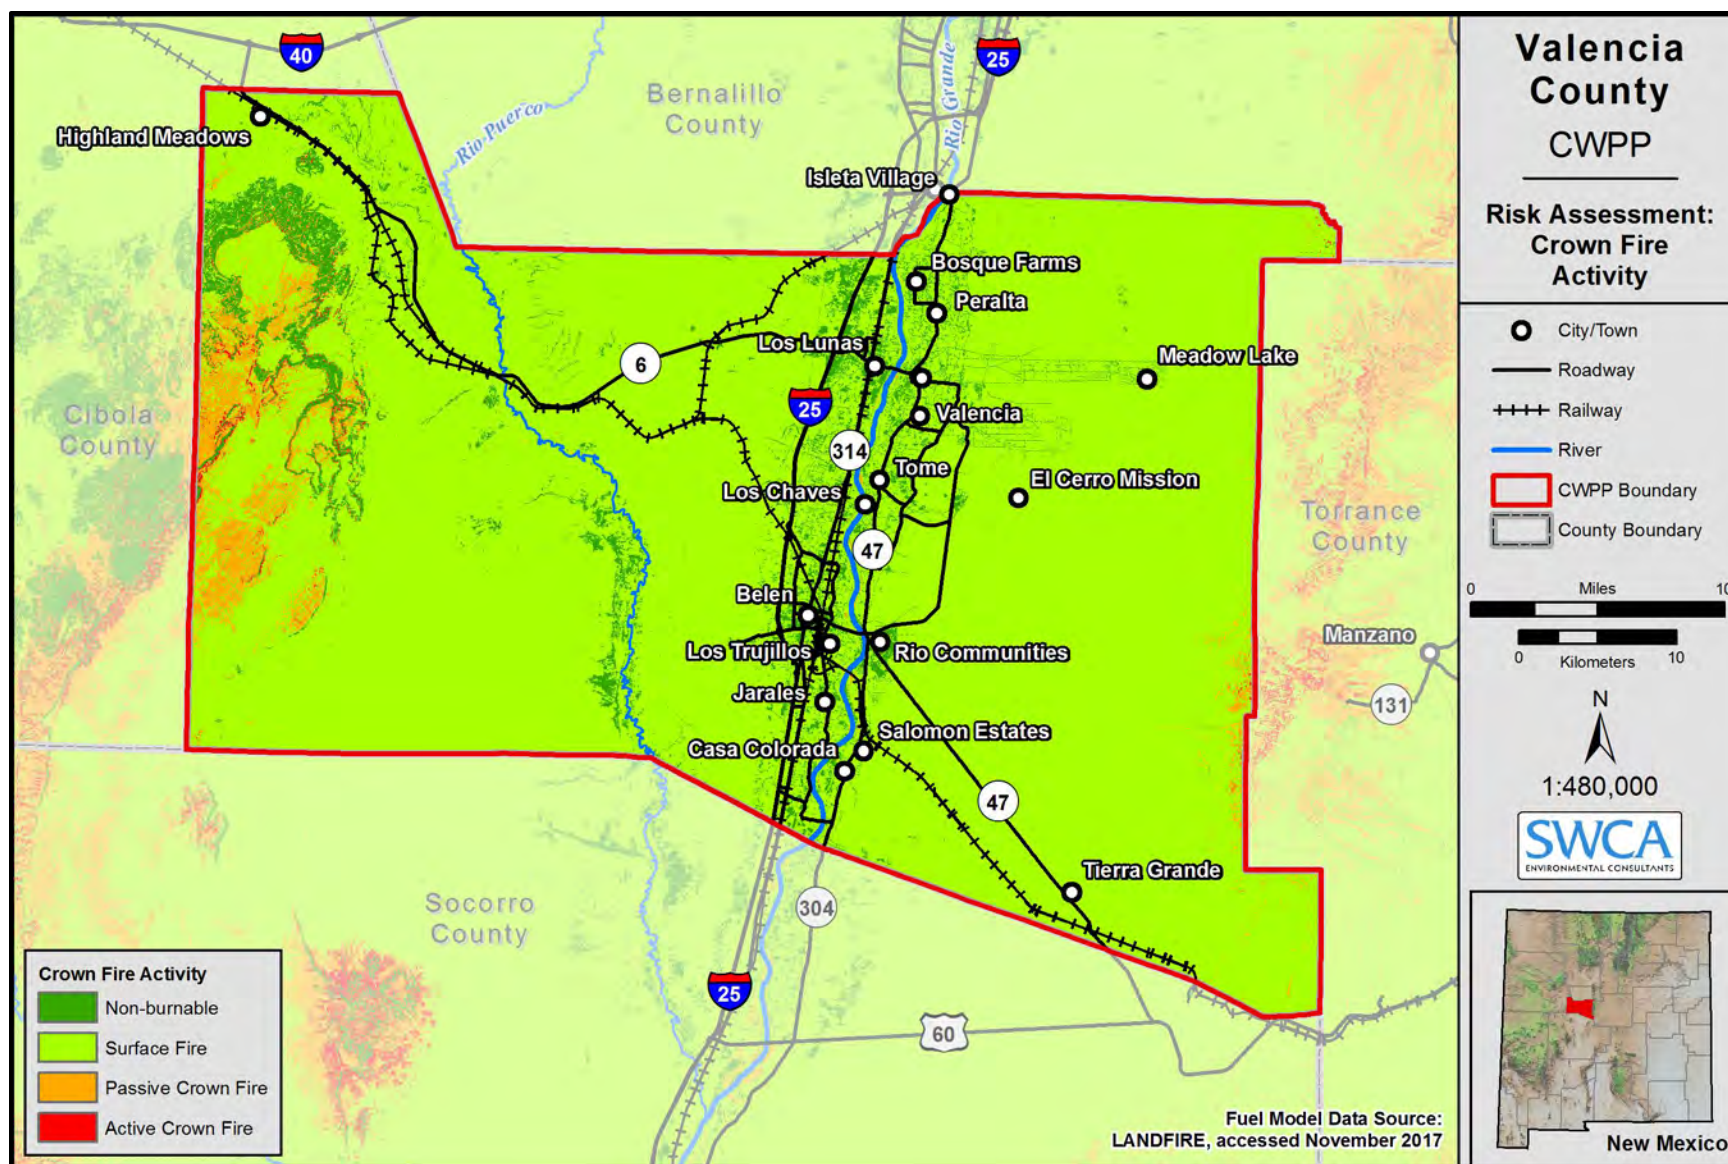 Valencia
County
CWPP
Risk Assessment:
Crown Fire
Activity
City/Town
Roadway
Railway
River
CWPP Boundary
County Boundary
0 Miles 10
0 Kilometers 10
N
1:480,000
SWCA
ENVIRONMENTAL CONSULTANTS
New Mexico
40
25
Bernalillo
County
Rio Puerco
Rio Grande
Highland Meadows
Isleta Village
Bosque Farms
Peralta
Los Lunas
Meadow Lake
6
25
Valencia
Cibola
County
314
Tome
El Cerro Mission
Los Chaves
Torrance
County
47
Belen
Los Trujillos
Rio Communities
Manzano
131
Jarales
Salomon Estates
Casa Colorada
47
Tierra Grande
304
Socorro
County
25
60
Crown Fire Activity
Non-burnable
Surface Fire
Passive Crown Fire
Active Crown Fire
Fuel Model Data Source:
LANDFIRE, accessed November 2017